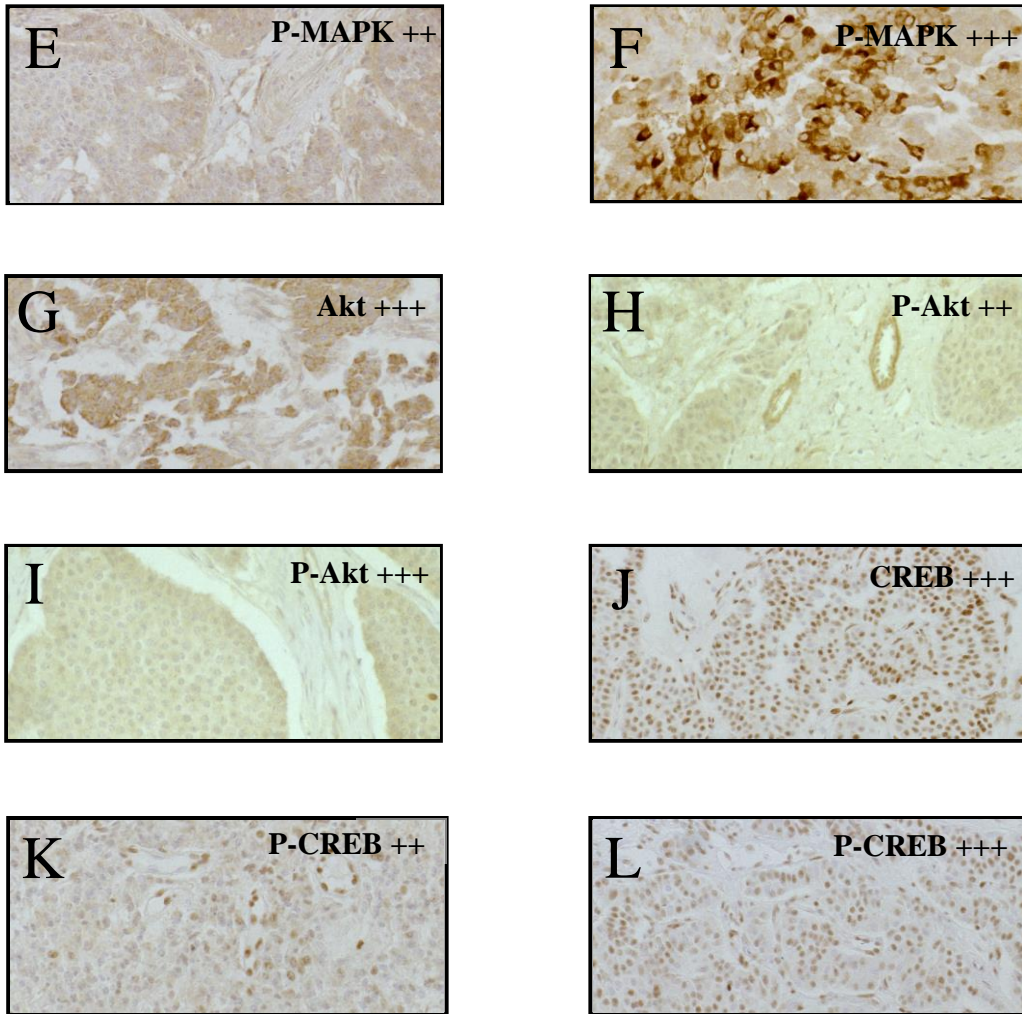 E P-MAPK ++
F P-MAPK +++
G Akt +++
H P-Akt ++
I P-Akt +++
J CREB +++
K P-CREB ++
L P-CREB +++